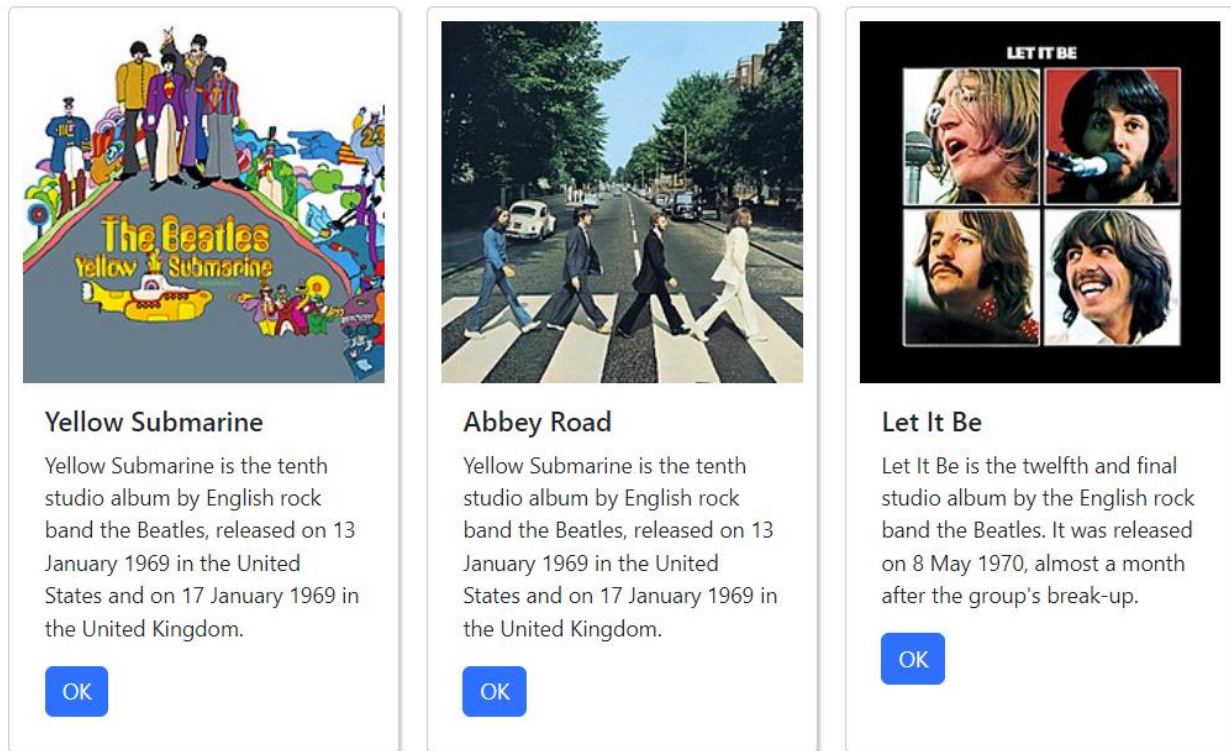 The Beatles
Yellow Submarine
Yellow Submarine
Yellow Submarine is the tenth
studio album by English rock
band the Beatles, released on 13
January 1969 in the United
States and on 17 January 1969 in
the United Kingdom.
OK
Abbey Road
Yellow Submarine is the tenth
studio album by English rock
band the Beatles, released on 13
January 1969 in the United
States and on 17 January 1969 in
the United Kingdom.
OK
LET IT BE
Let It Be
Let It Be is the twelfth and final
studio album by the English rock
band the Beatles. It was released
on 8 May 1970, almost a month
after the group's break-up.
OK